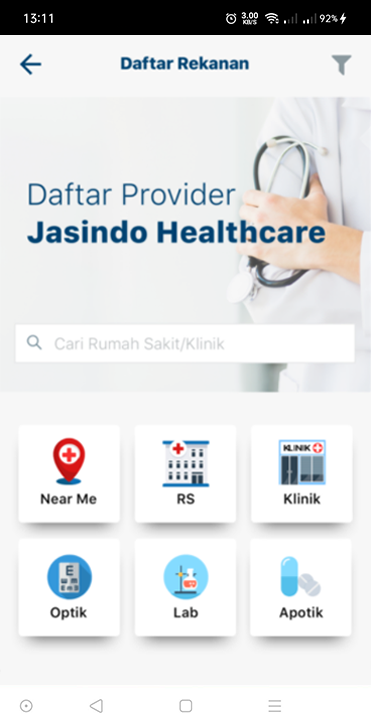 13:11
3.00
KB/S
92%
Daftar Rekanan
Daftar Provider
Jasindo Healthcare
Cari Rumah Sakit/Klinik
KLINIK
Near Me
RS
Klinik
E
Optik
Lab
Apotik